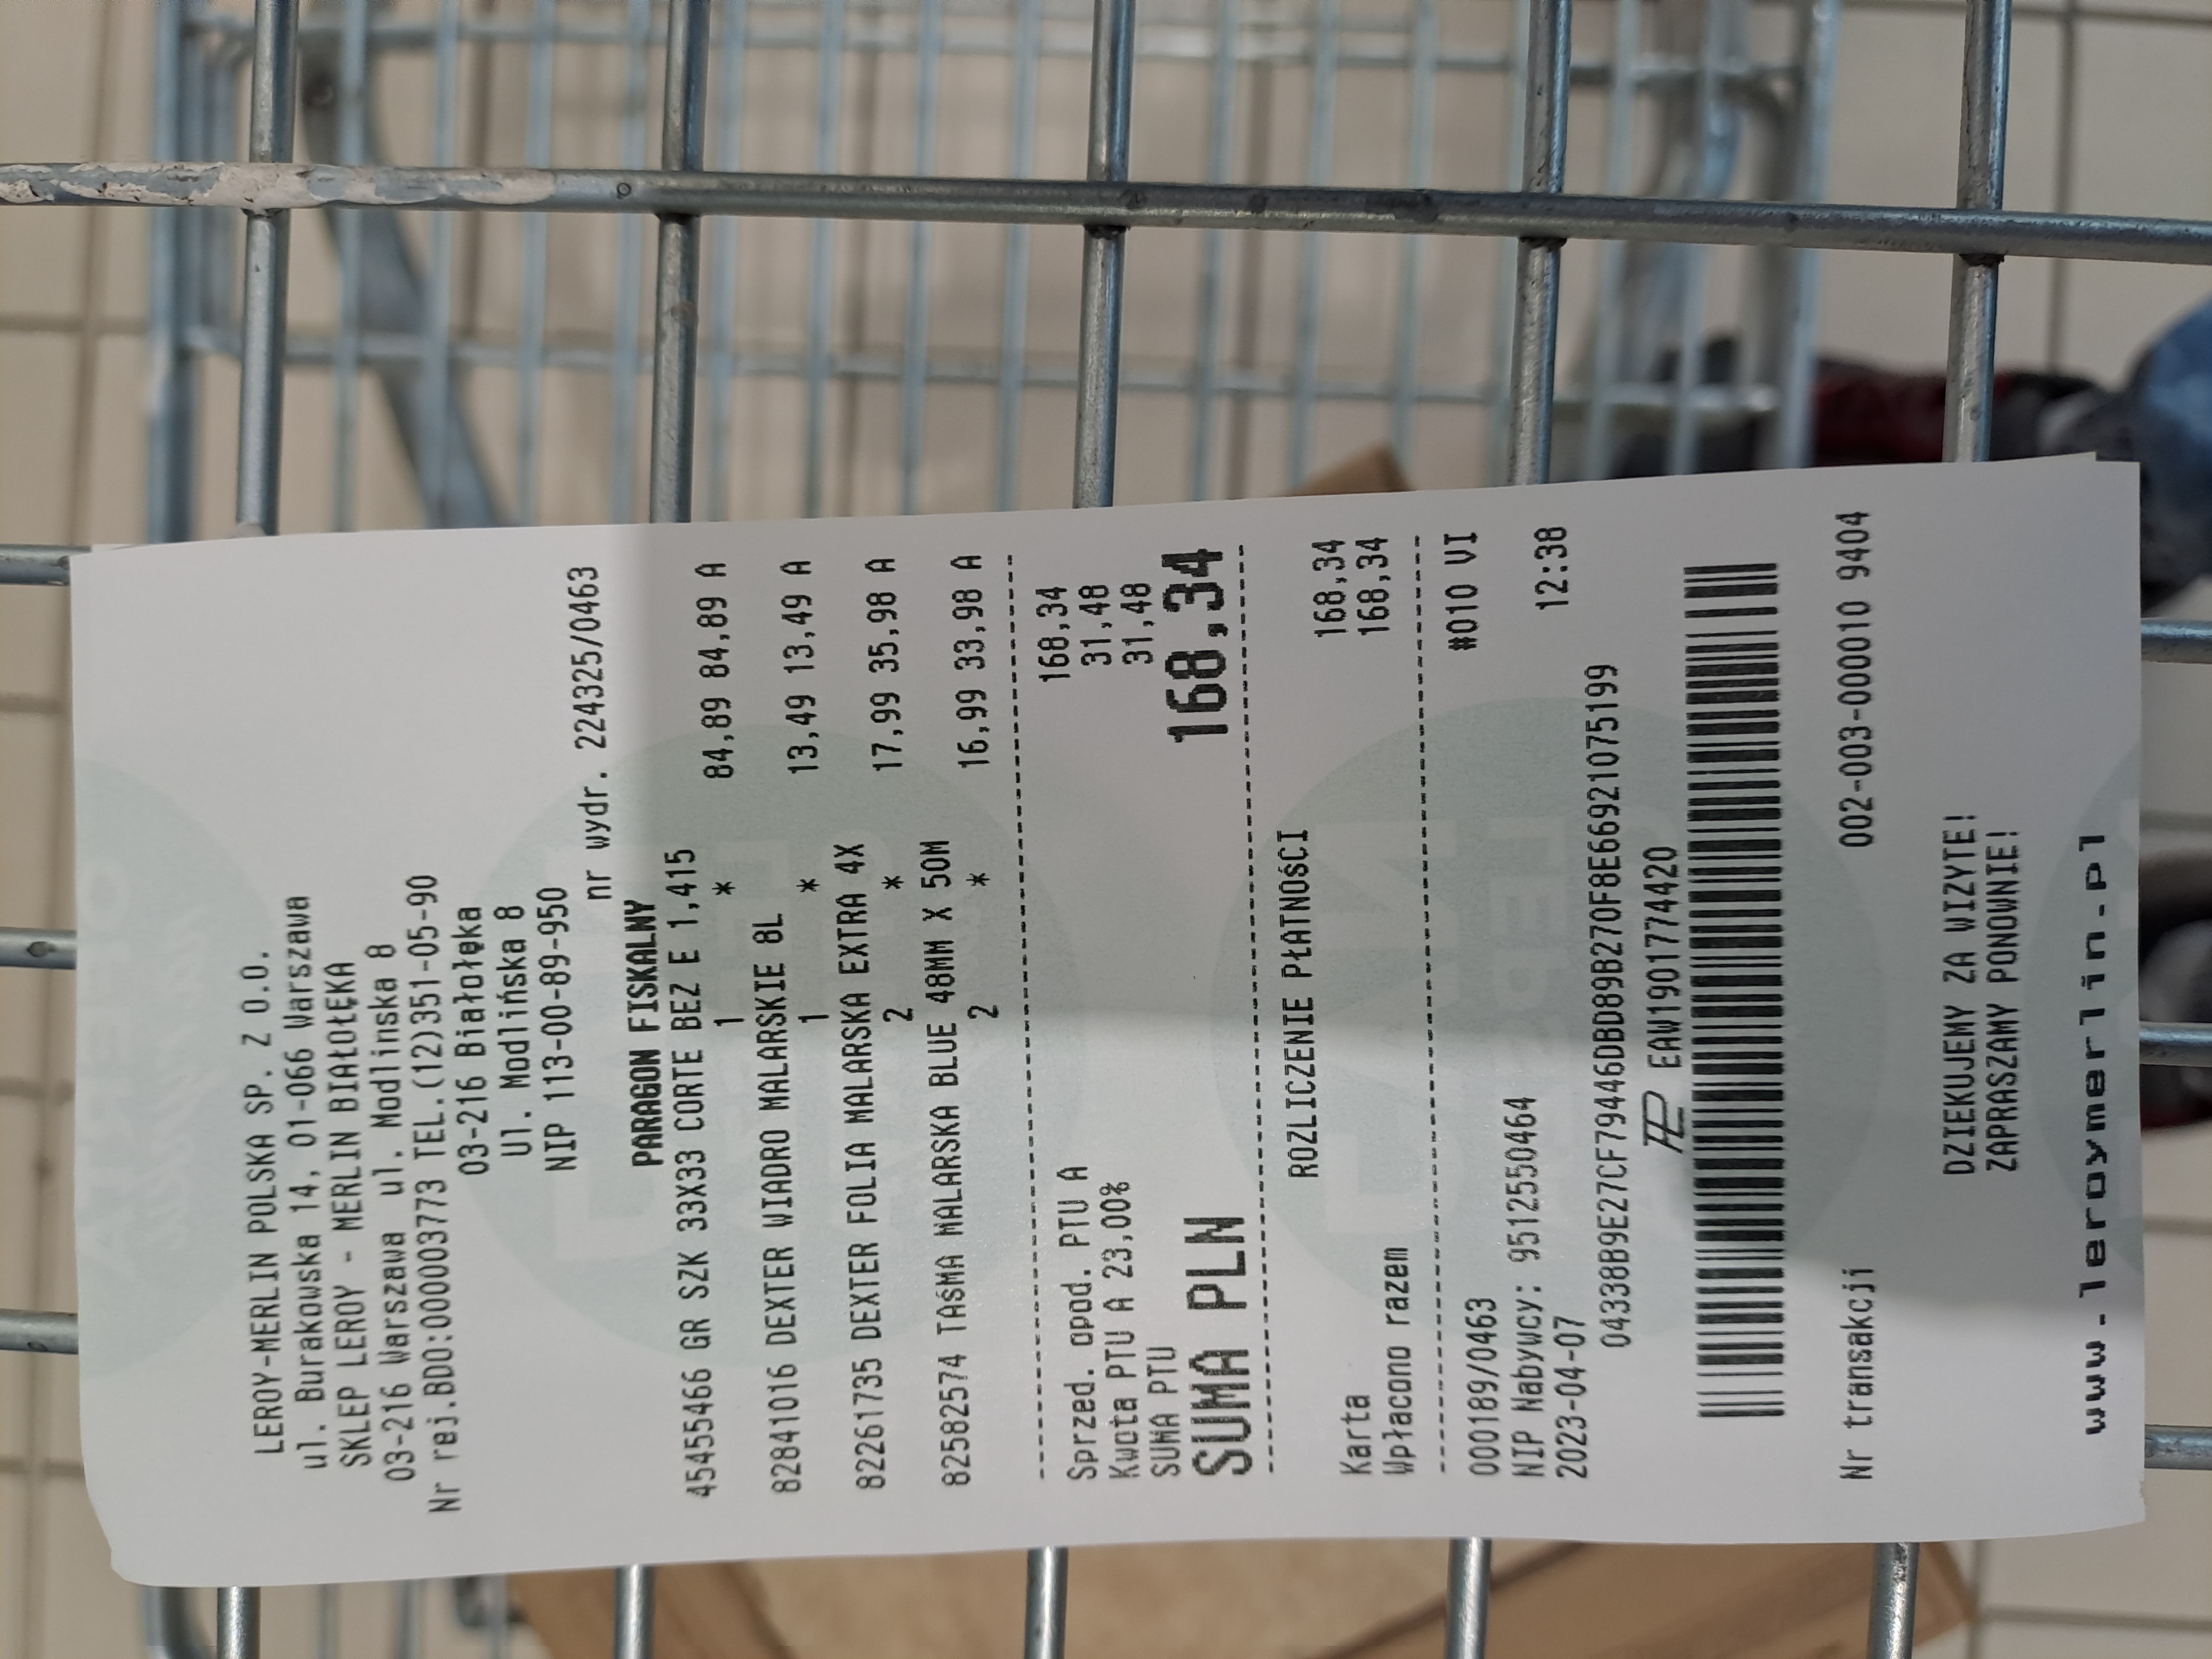 LEROY-MERLIN POLSKA SP. Z O.O.
ul. Burakowska 14, 01-066 Warszawa
SKLEP LEROY - MERLIN BIAŁOŁĘKA
03-216 Warszawa ul. Modlinska 8
Nr rej.BDO:000003773 TEL.(12)351-05-90
03-216 Białołęka
Ul. Modlińska 8
NIP 113-00-89-950
nr wydr. 224325/0463
PARAGON FISKALNY
45455466 GR SZK 33X33 CORTE BEZ E 1,415
1 * 84,89 84,89 A
82841016 DEXTER WIADRO MALARSKIE 8L
1 * 13,49 13,49 A
82261735 DEXTER FOLIA MALARSKA EXTRA 4X
2 * 17,99 35,98 A
82582574 TAśMA MALARSKA BLUE 48MM X 50M
2 * 16,99 33,98 A
Sprzed. opod. PTU A 168,34
Kwota PTU A 23,00% 31,48
SUMA PTU 31,48
SUMA PLN 168,34
ROZLICZENIE PŁATNOśCI
Karta 168,34
Wpłacono razem 168,34
000189/0463 #010 VI
NIP Nabywcy: 9512550464
2023-04-07 12:38
04338B9E27CF79446DBD89B270F8E66921075199
EAW1901774420
Nr transakcji 002-003-000010 9404
DZIEKUJEMY ZA WIZYTE!
ZAPRASZAMY PONOWNIE!
www.leroymerlin.pl